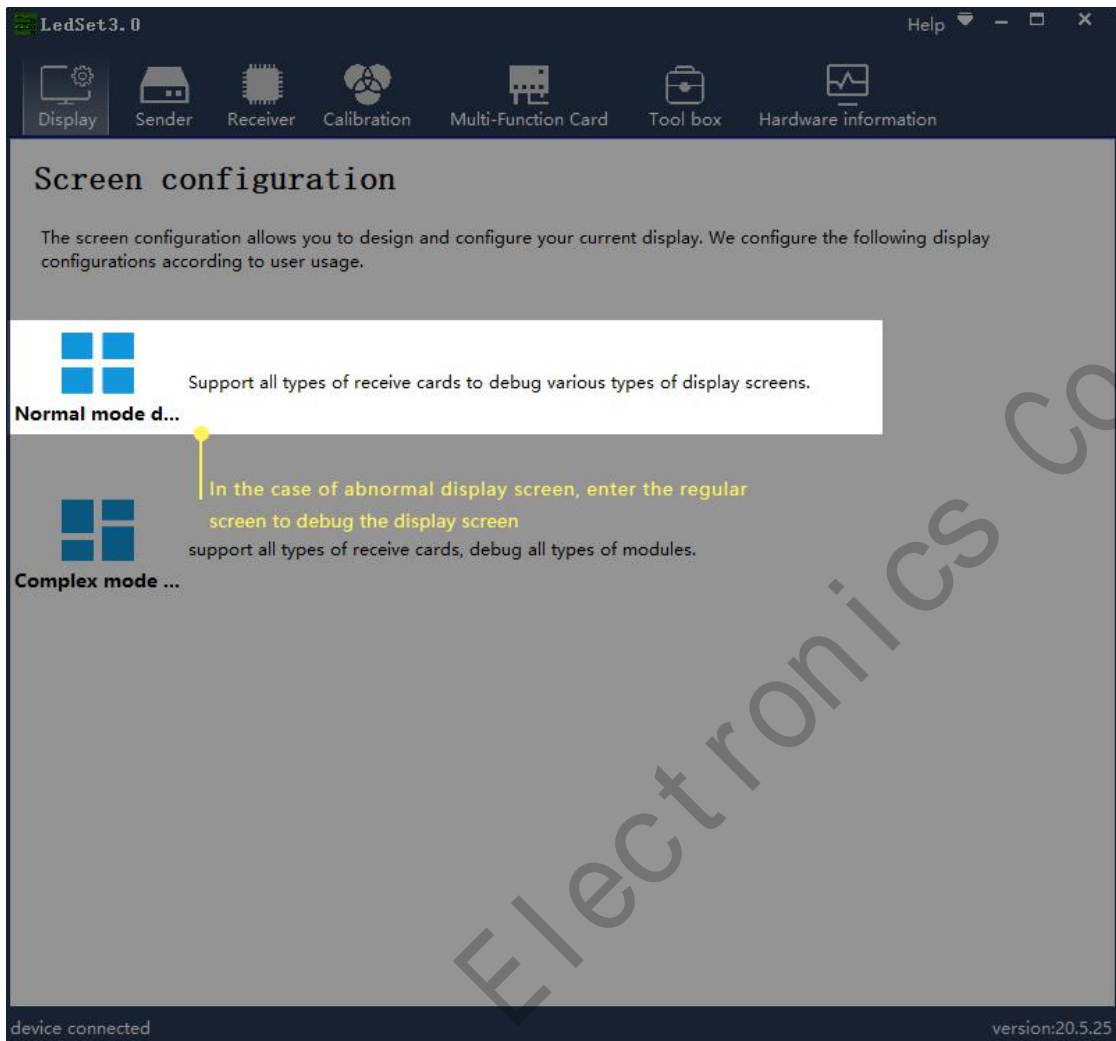 LedSet3.0
Help
Display Sender Receiver Calibration Multi-Function Card Tool box Hardware information
Screen configuration
The screen configuration allows you to design and configure your current display. We configure the following display
configurations according to user usage.
Support all types of receive cards to debug various types of display screens.
Normal mode d...
In the case of abnormal display screen, enter the regular
screen to debug the display screen
support all types of receive cards, debug all types of modules.
Complex mode ...
Electronics Co
device connected
version:20.5.25